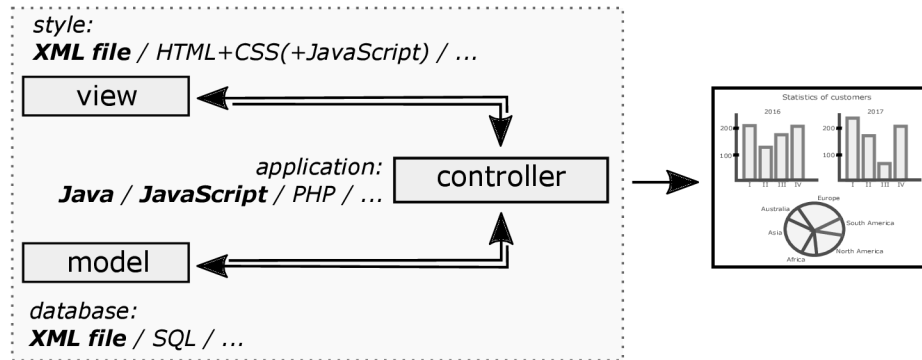 style:
XML file / HTML+CSS(+JavaScript) / ...
view
application:
Java / JavaScript / PHP / ...
controller
model
database:
XML file / SQL / ...
Statistics of customers
2016
200
100
I II III IV
2017
200
100
I II III IV
Europe
Australia
South America
Asia
North America
Africa